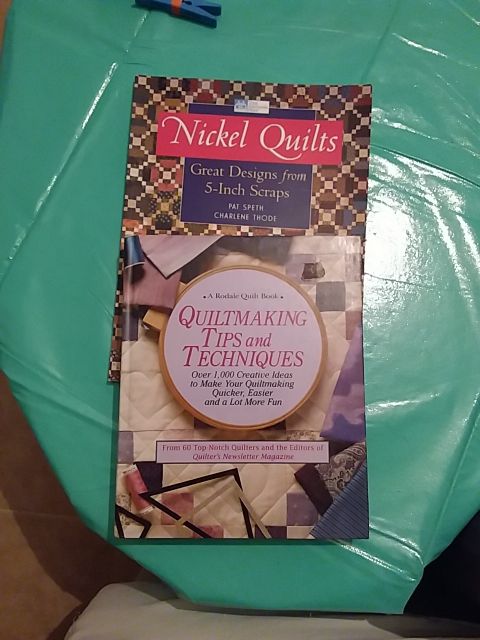 Nickel Quilts
Great Designs from
5-Inch Scraps
PAT SPETH
CHARLENE THODE
• A Rodale Quilt Book •
QUILTMAKING
TIPS and
TECHNIQUES
Over 1,000 Creative Ideas
to Make Your Quiltmaking
Quicker, Easier
and a Lot More Fun
From 60 Top-Notch Quilters and the Editors of
Quilter's Newsletter Magazine